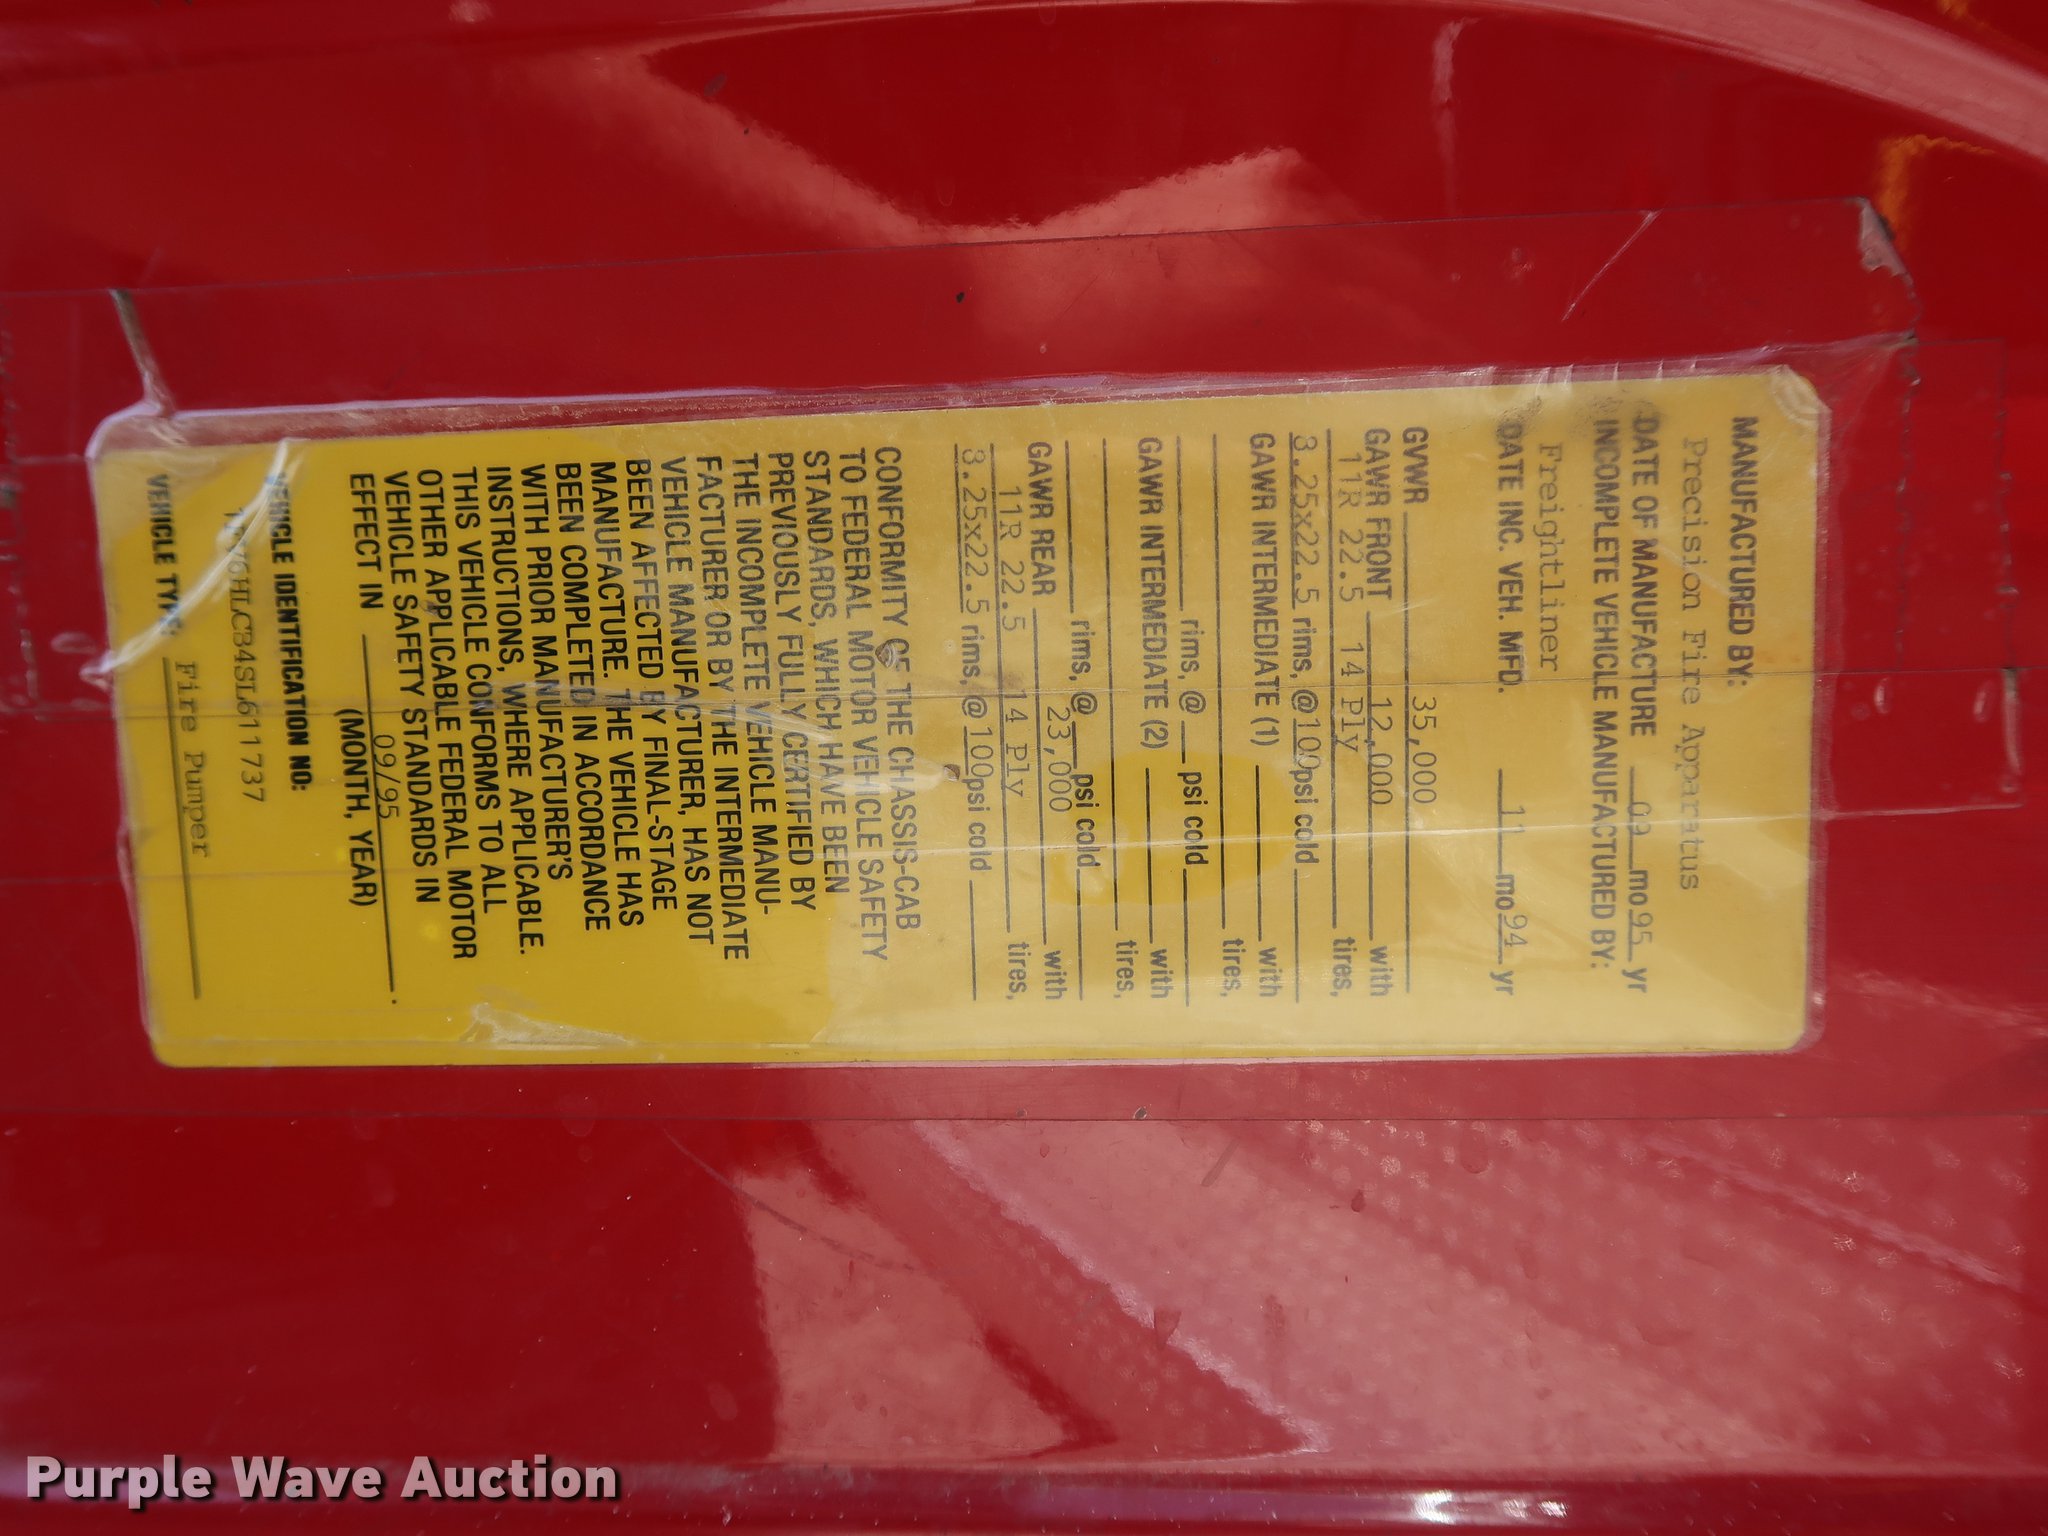 MANUFACTURED BY:
Precision Fire Apparatus
DATE OF MANUFACTURE 09 mo 95 yr
INCOMPLETE VEHICLE MANUFACTURED BY:
Freightliner
DATE INC. VEH. MFD. 11 mo 94 yr
GVWR 35,000
GAWR FRONT 12,000 with
11R 22.5 14 Ply tires,
8.25x22.5 rims, @100psi cold
GAWR INTERMEDIATE (1) with
tires,
rims, @ psi cold
GAWR INTERMEDIATE (2) with
tires,
rims, @ psi cold
GAWR REAR 23,000 with
11R 22.5 14 Ply tires,
8.25x22.5 rims, @100psi cold
CONFORMITY OF THE CHASSIS-CAB
TO FEDERAL MOTOR VEHICLE SAFETY
STANDARDS, WHICH HAVE BEEN
PREVIOUSLY FULLY CERTIFIED BY
THE INCOMPLETE VEHICLE MANU-
FACTURER OR BY THE INTERMEDIATE
VEHICLE MANUFACTURER, HAS NOT
BEEN AFFECTED BY FINAL-STAGE
MANUFACTURE. THE VEHICLE HAS
BEEN COMPLETED IN ACCORDANCE
WITH PRIOR MANUFACTURER'S
INSTRUCTIONS, WHERE APPLICABLE.
THIS VEHICLE CONFORMS TO ALL
OTHER APPLICABLE FEDERAL MOTOR
VEHICLE SAFETY STANDARDS IN
EFFECT IN 09/95.
(MONTH, YEAR)
VEHICLE IDENTIFICATION NO:
VEHICLE TYPE: Fire Pumper
Purple Wave Auction